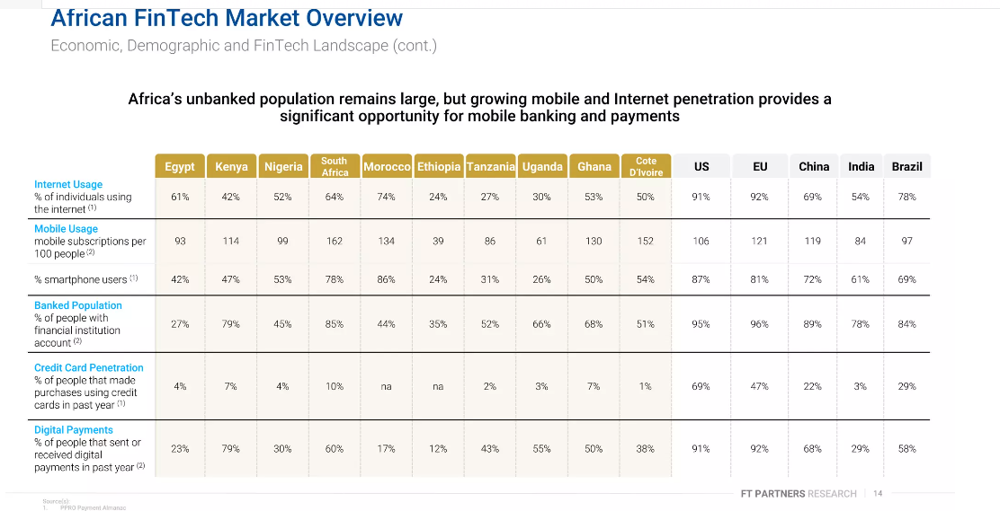 African FinTech Market Overview
Economic, Demographic and FinTech Landscape (cont.)
Africa's unbanked population remains large, but growing mobile and Internet penetration provides a
significant opportunity for mobile banking and payments
Egypt Kenya Nigeria South Africa Morocco Ethiopia Tanzania Uganda Ghana Cote D'Ivoire US EU China India Brazil
Internet Usage
% of individuals using
the internet (1)
61% 42% 52% 64% 74% 24% 27% 30% 53% 50% 91% 92% 69% 54% 78%
Mobile Usage
mobile subscriptions per
100 people (2)
93 114 99 162 134 39 86 61 130 152 106 121 119 84 97
% smartphone users (1) 42% 47% 53% 78% 86% 24% 31% 26% 50% 54% 87% 81% 72% 61% 69%
Banked Population
% of people with
financial institution
account (2)
27% 79% 45% 85% 44% 35% 52% 66% 68% 51% 95% 96% 89% 78% 84%
Credit Card Penetration
% of people that made
purchases using credit
cards in past year (1)
4% 7% 4% 10% na na 2% 3% 7% 1% 69% 47% 22% 3% 29%
Digital Payments
% of people that sent or
received digital
payments in past year (2)
23% 79% 30% 60% 17% 12% 43% 55% 50% 38% 91% 92% 68% 29% 58%
FT PARTNERS RESEARCH 14
Source(s):
1. PPRO Payment Almanac